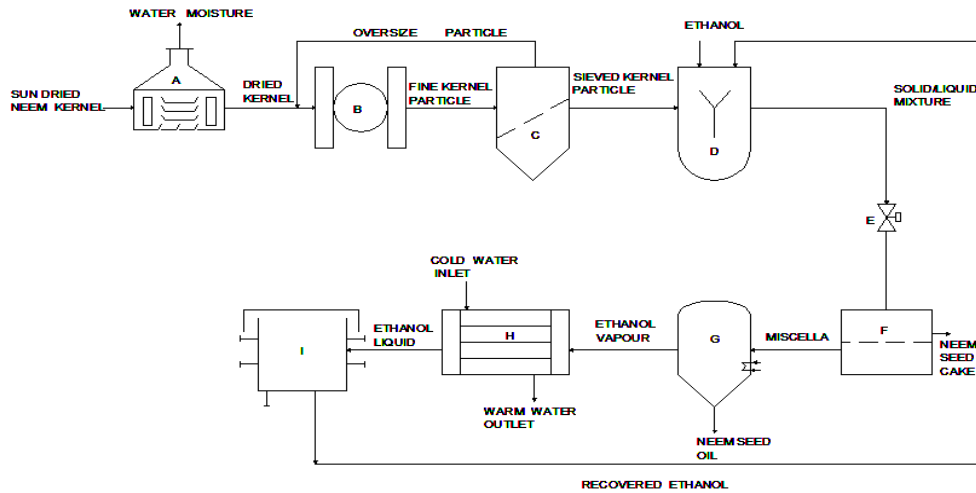 WATER MOISTURE
OVERSIZE PARTICLE
ETHANOL
A
SUN DRIED
NEEM KERNEL
DRIED
KERNEL
B
FINE KERNEL
PARTICLE
C
SIEVED KERNEL
PARTICLE
D
SOLID/LIQUID
MIXTURE
E
COLD WATER
INLET
I
ETHANOL
LIQUID
H
ETHANOL
VAPOUR
G
MISCELLA
F
NEEM
SEED
CAKE
WARM WATER
OUTLET
NEEM SEED
OIL
RECOVERED ETHANOL